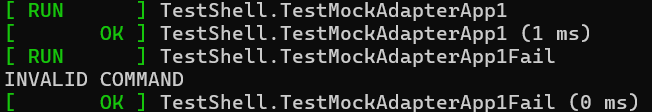 [ RUN      ] TestShell.TestMockAdapterApp1
[       OK ] TestShell.TestMockAdapterApp1 (1 ms)
[ RUN      ] TestShell.TestMockAdapterApp1Fail
INVALID COMMAND
[       OK ] TestShell.TestMockAdapterApp1Fail (0 ms)